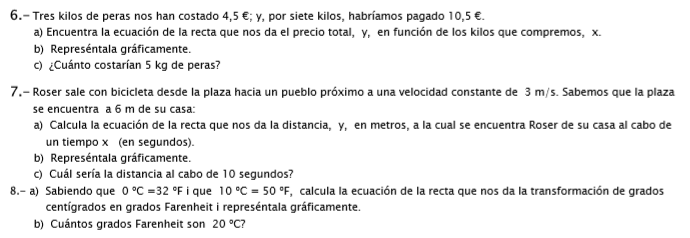 6.- Tres kilos de peras nos han costado 4,5 €; y, por siete kilos, habríamos pagado 10,5 €.
a) Encuentra la ecuación de la recta que nos da el precio total, y, en función de los kilos que compremos, x.
b) Represéntala gráficamente.
c) ¿Cuánto costarían 5 kg de peras?
7.- Roser sale con bicicleta desde la plaza hacia un pueblo próximo a una velocidad constante de 3 m/s. Sabemos que la plaza
se encuentra a 6 m de su casa:
a) Calcula la ecuación de la recta que nos da la distancia, y, en metros, a la cual se encuentra Roser de su casa al cabo de
un tiempo x (en segundos).
b) Represéntala gráficamente.
c) Cuál sería la distancia al cabo de 10 segundos?
8.- a) Sabiendo que 0 ºC =32 ºF i que 10 ºC = 50 ºF, calcula la ecuación de la recta que nos da la transformación de grados
centígrados en grados Farenheit i represéntala gráficamente.
b) Cuántos grados Farenheit son 20 ºC?